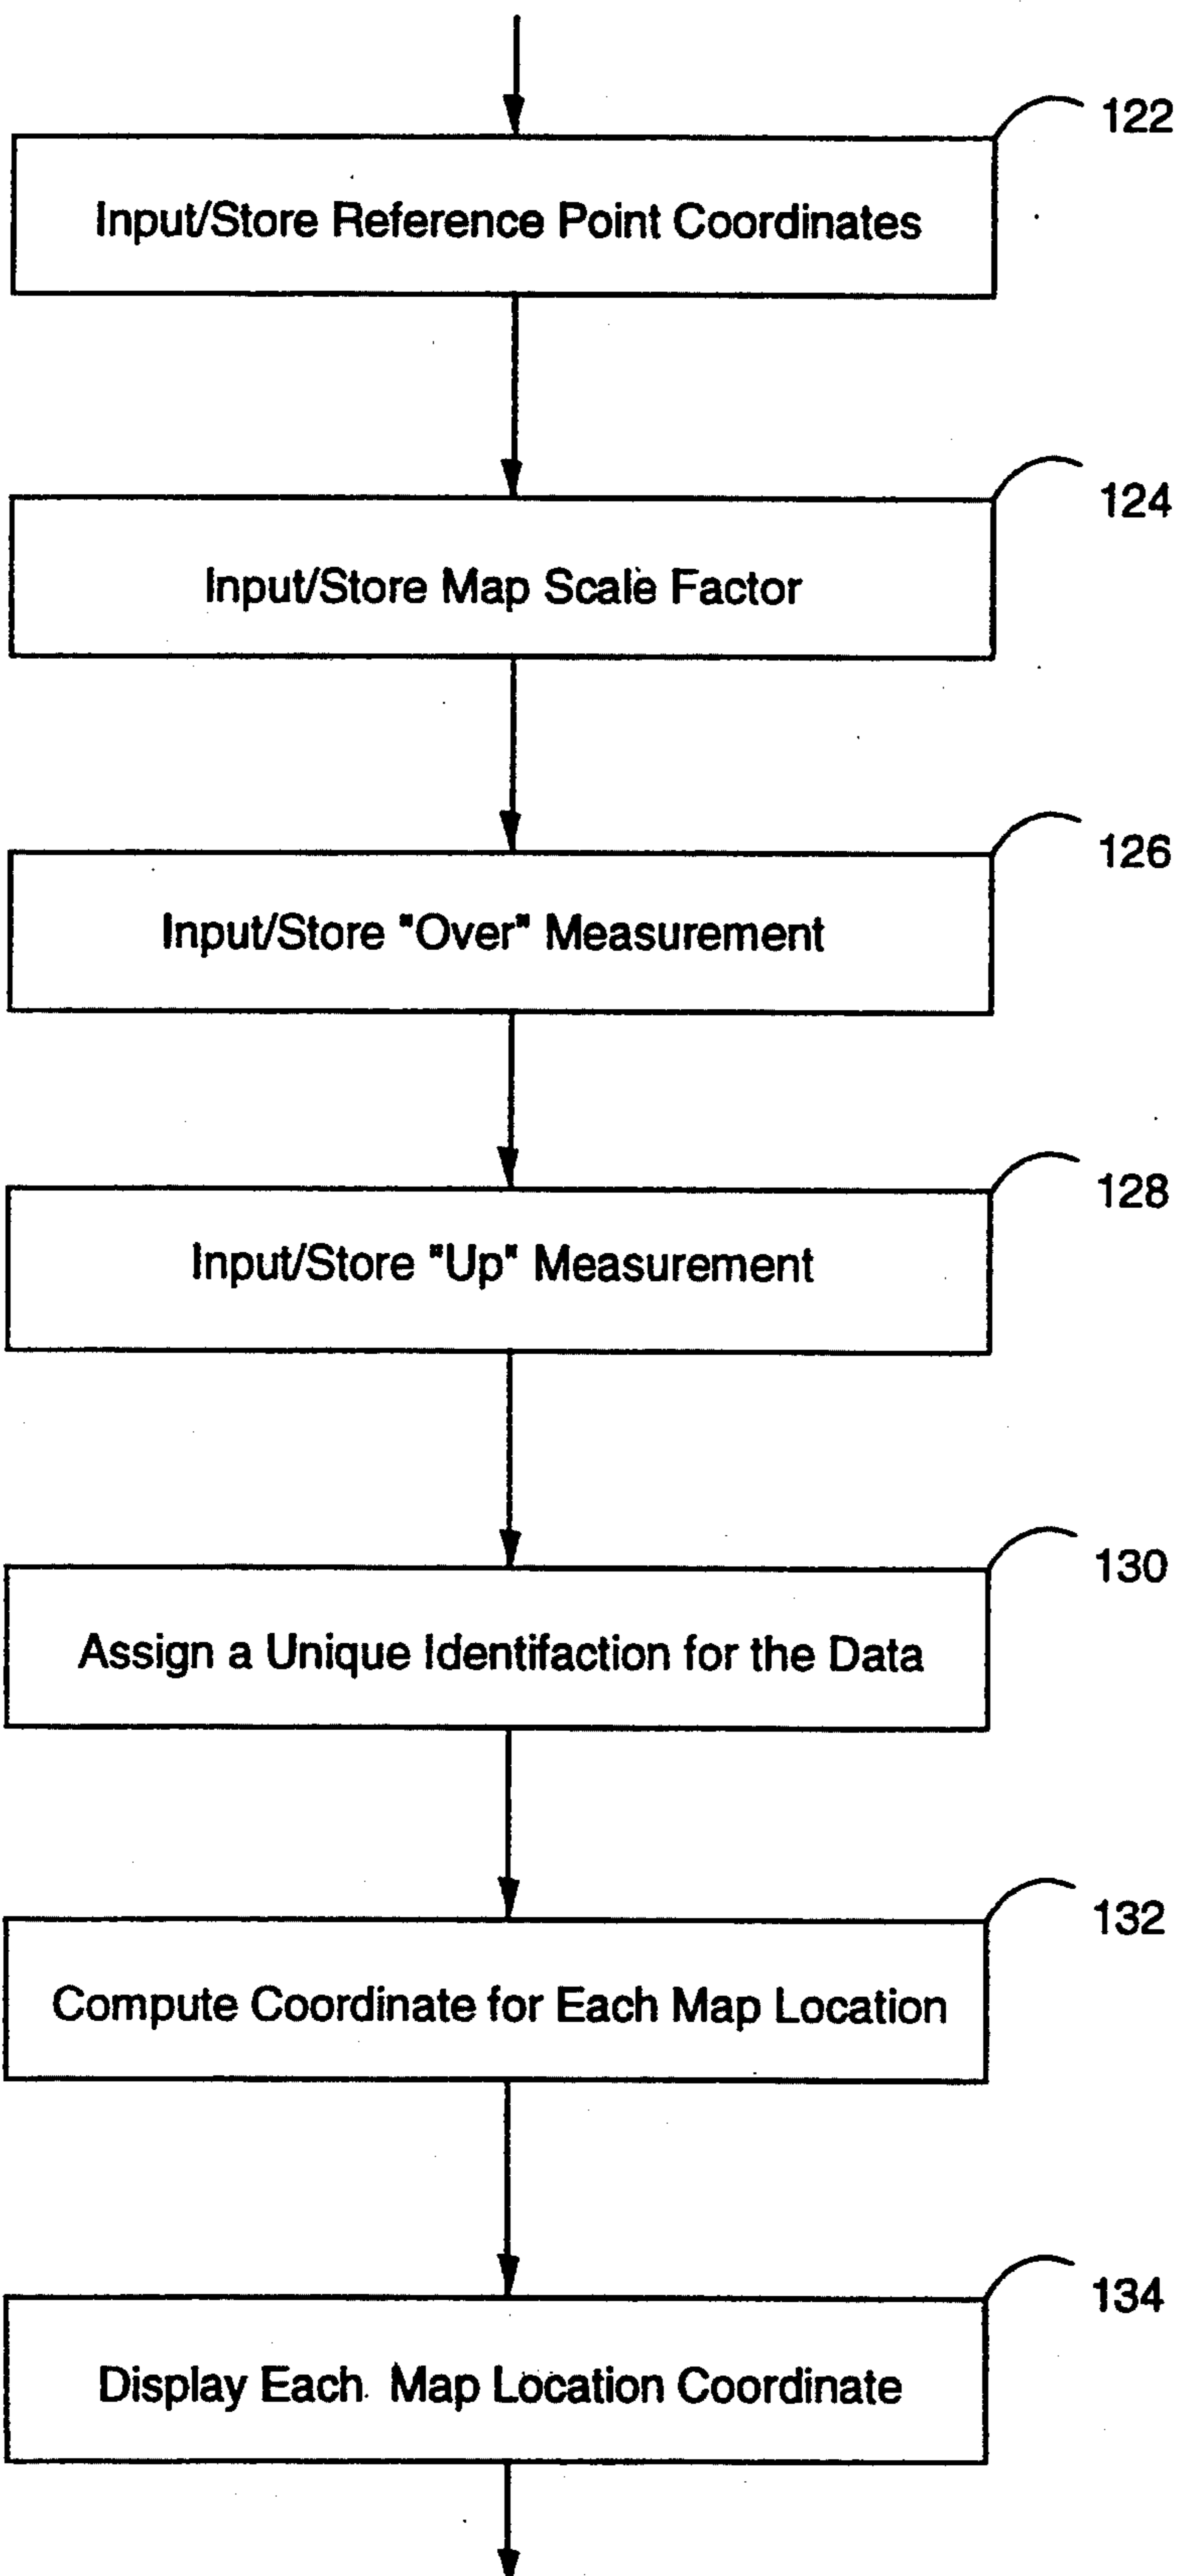 122
Input/Store Reference Point Coordinates
124
Input/Store Map Scale Factor
126
Input/Store "Over" Measurement
128
Input/Store "Up" Measurement
130
Assign a Unique Identifaction for the Data
132
Compute Coordinate for Each Map Location
134
Display Each Map Location Coordinate